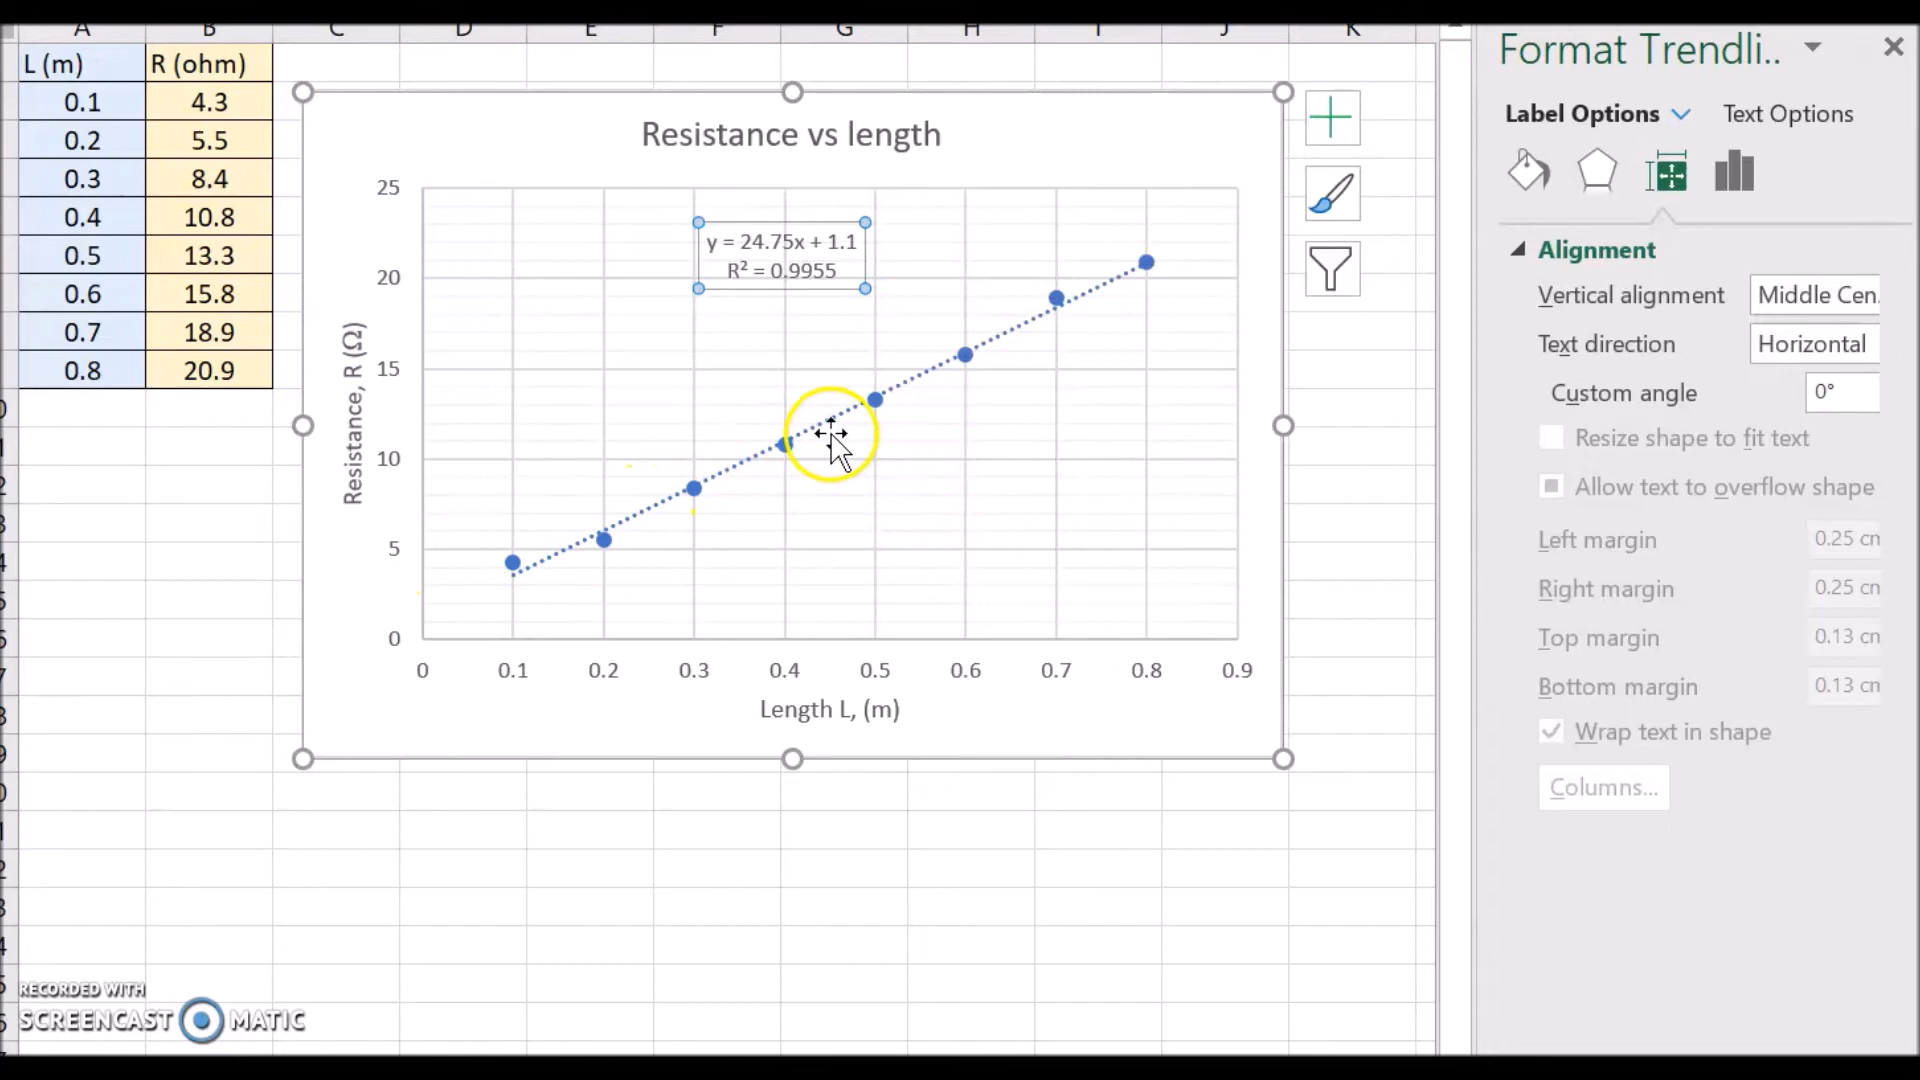 A B C D E F G H I J K
L (m) R (ohm)
0.1 4.3
0.2 5.5
0.3 8.4
0.4 10.8
0.5 13.3
0.6 15.8
0.7 18.9
0.8 20.9
Resistance vs length
y = 24.75x + 1.1
R² = 0.9955
25
20
15
10
5
0
Resistance, R (Ω)
0 0.1 0.2 0.3 0.4 0.5 0.6 0.7 0.8 0.9
Length L, (m)
Format Trendli..
Label Options Text Options
Alignment
Vertical alignment Middle Cen
Text direction Horizontal
Custom angle 0°
Resize shape to fit text
Allow text to overflow shape
Left margin 0.25 cm
Right margin 0.25 cm
Top margin 0.13 cm
Bottom margin 0.13 cm
Wrap text in shape
Columns...
RECORDED WITH
SCREENCAST MATIC